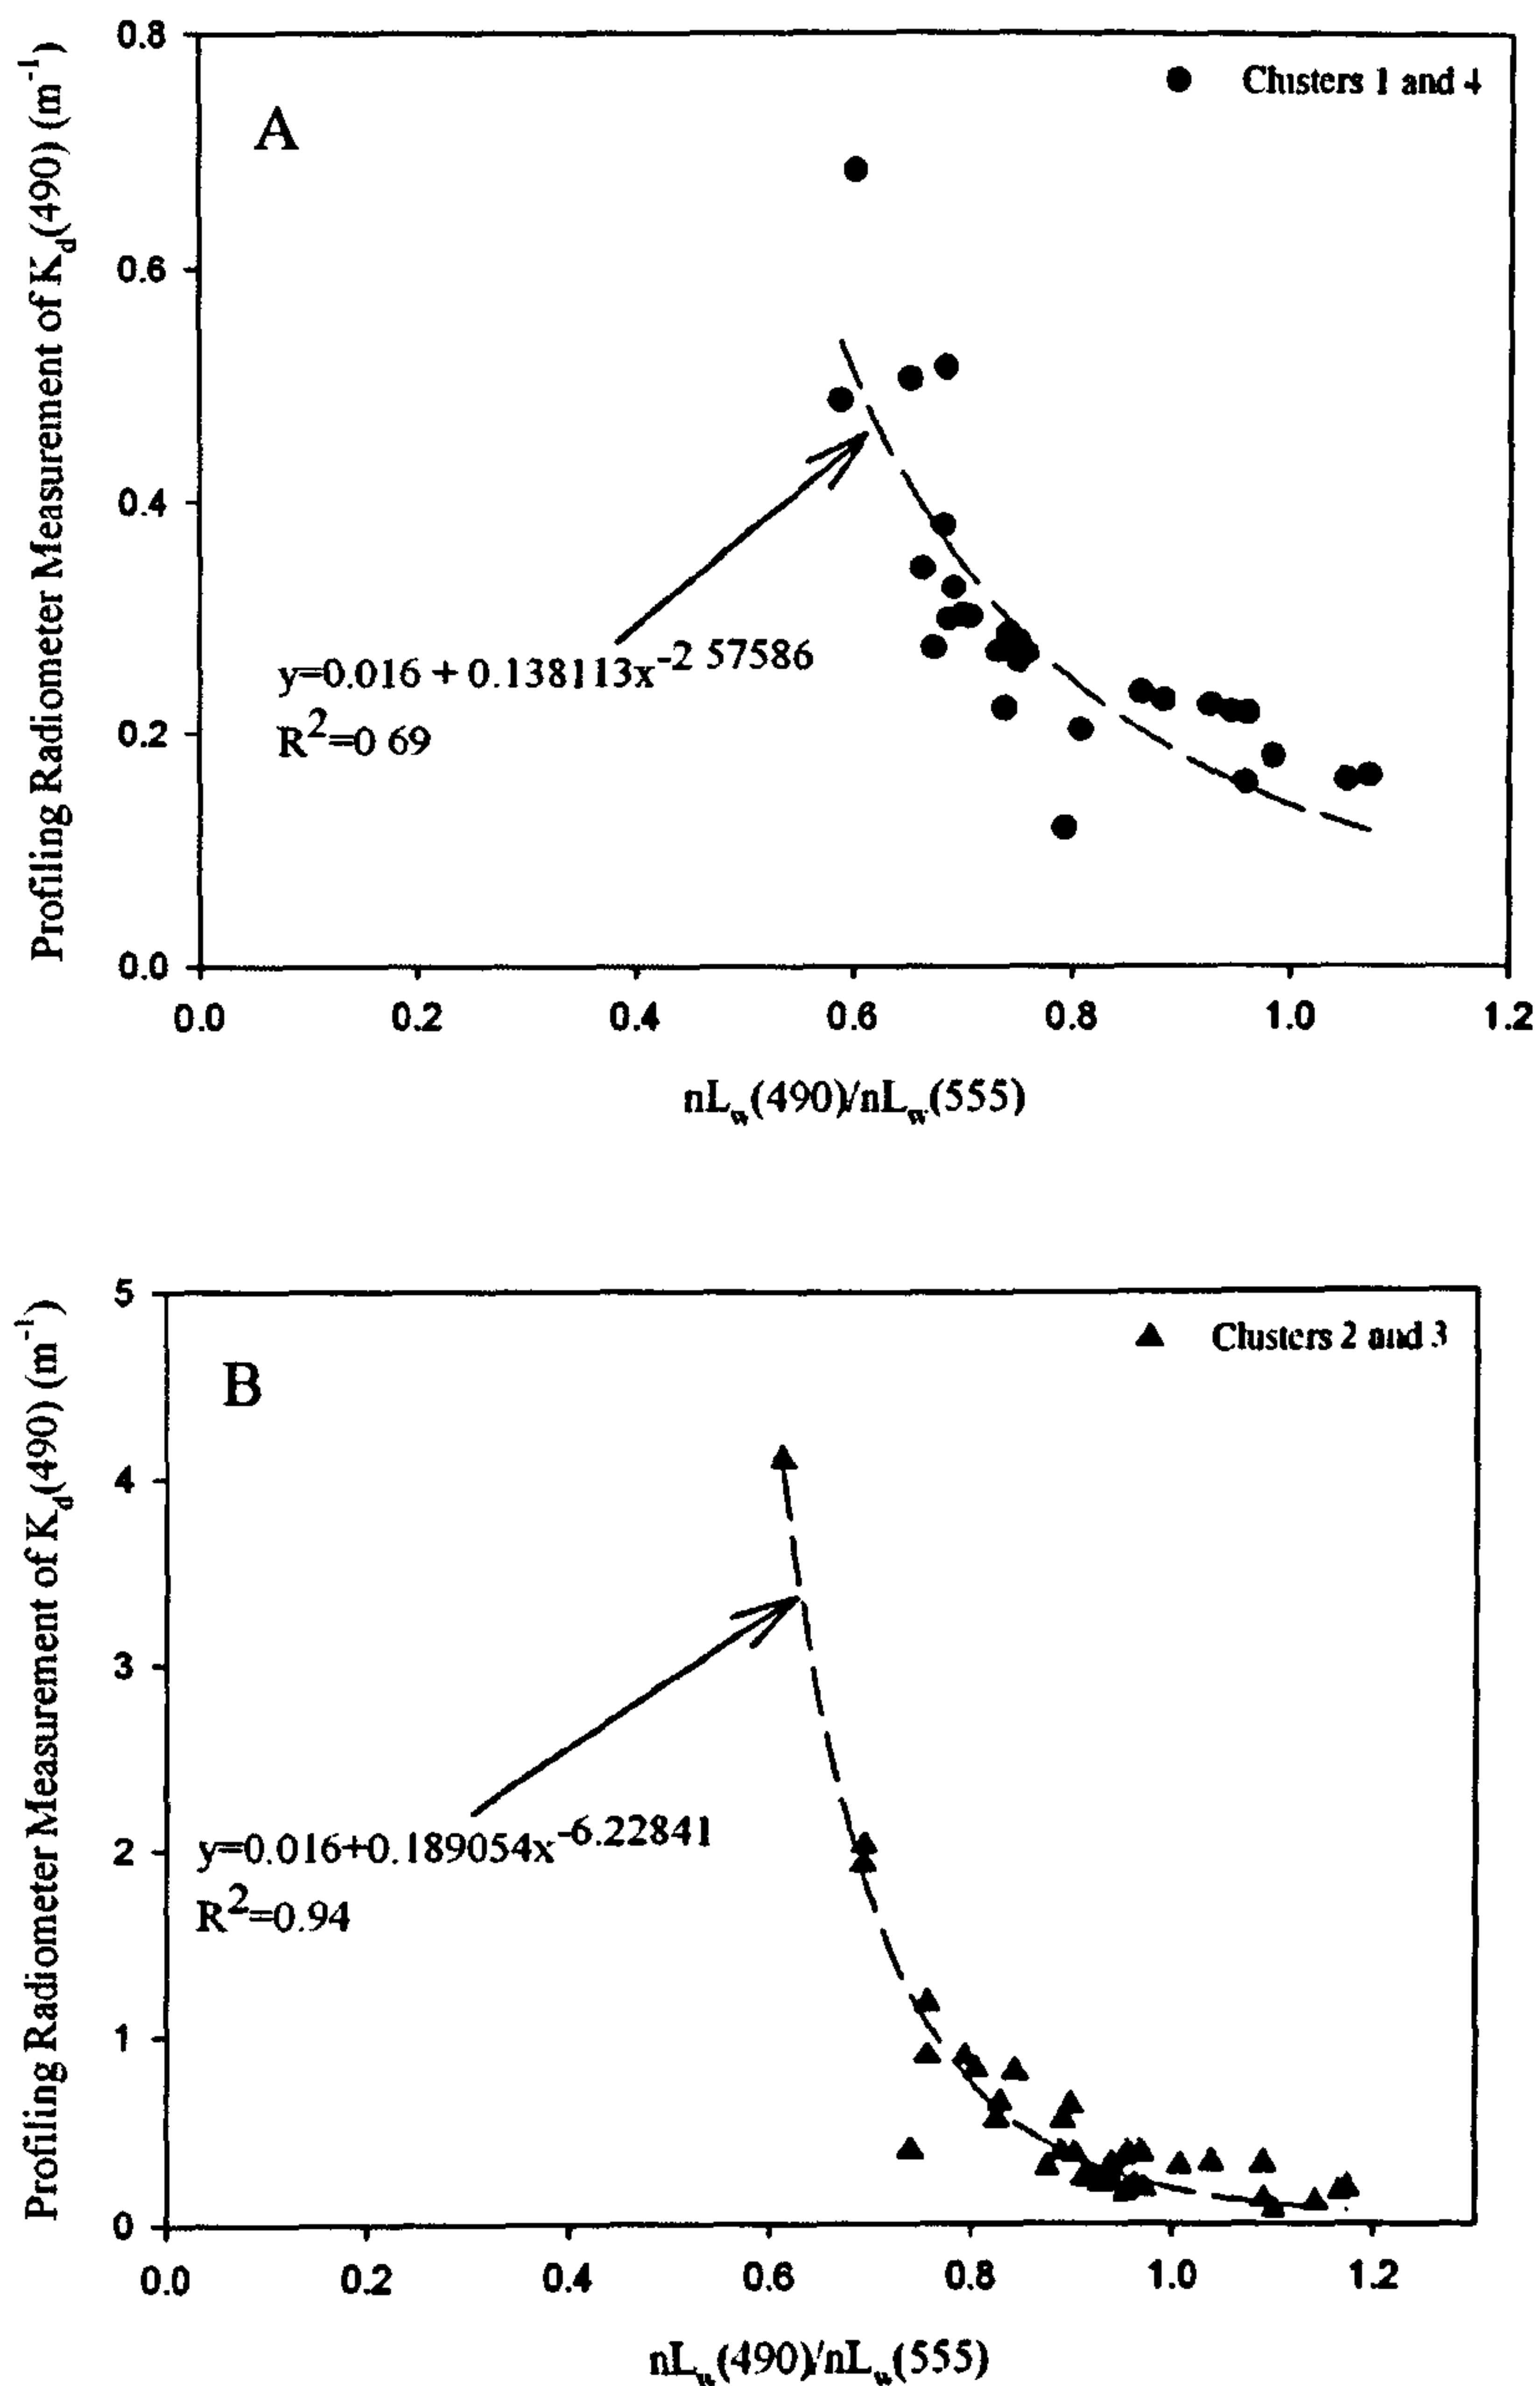 0.8
0.6
0.4
0.2
0.0
Profiling Radiometer Measurement of K_d(490) (m^-1)
A
Clusters 1 and 4
y=0.016 + 0.138113x^-2 57586
R^2=0 69
0.0 0.2 0.4 0.6 0.8 1.0 1.2
nL_w(490)/nL_w(555)
5
4
3
2
1
0
Profiling Radiometer Measurement of K_d(490) (m^-1)
B
Clusters 2 and 3
y=0.016+0.189054x^-6.22841
R^2=0.94
0.0 0.2 0.4 0.6 0.8 1.0 1.2
nL_w(490)/nL_w(555)